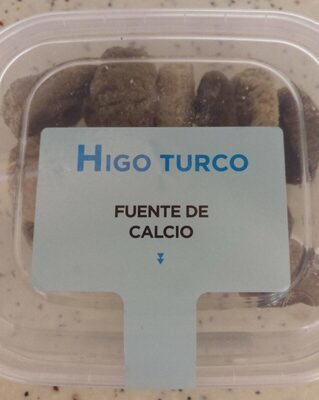 HIGO TURCO
FUENTE DE
CALCIO